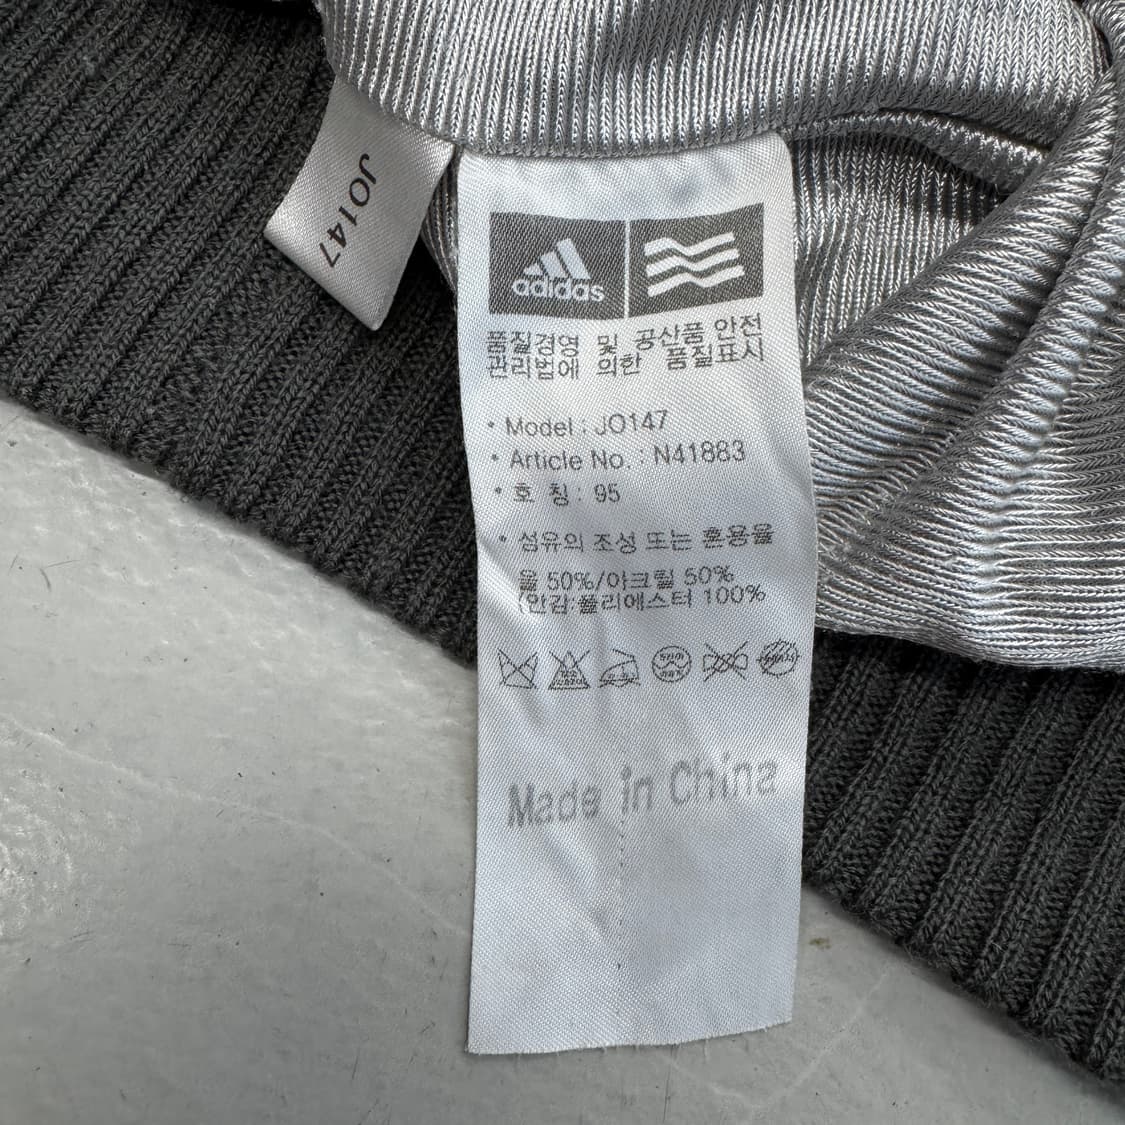 JO147
adidas
품질경영 및 공산품 안전
관리법에 의한 품질표시
• Model : JO147
• Article No. : N41883
• 호 칭 : 95
• 섬유의 조성 또는 혼용율
울 50%/아크릴 50%
(안감:폴리에스터 100%
Made in China